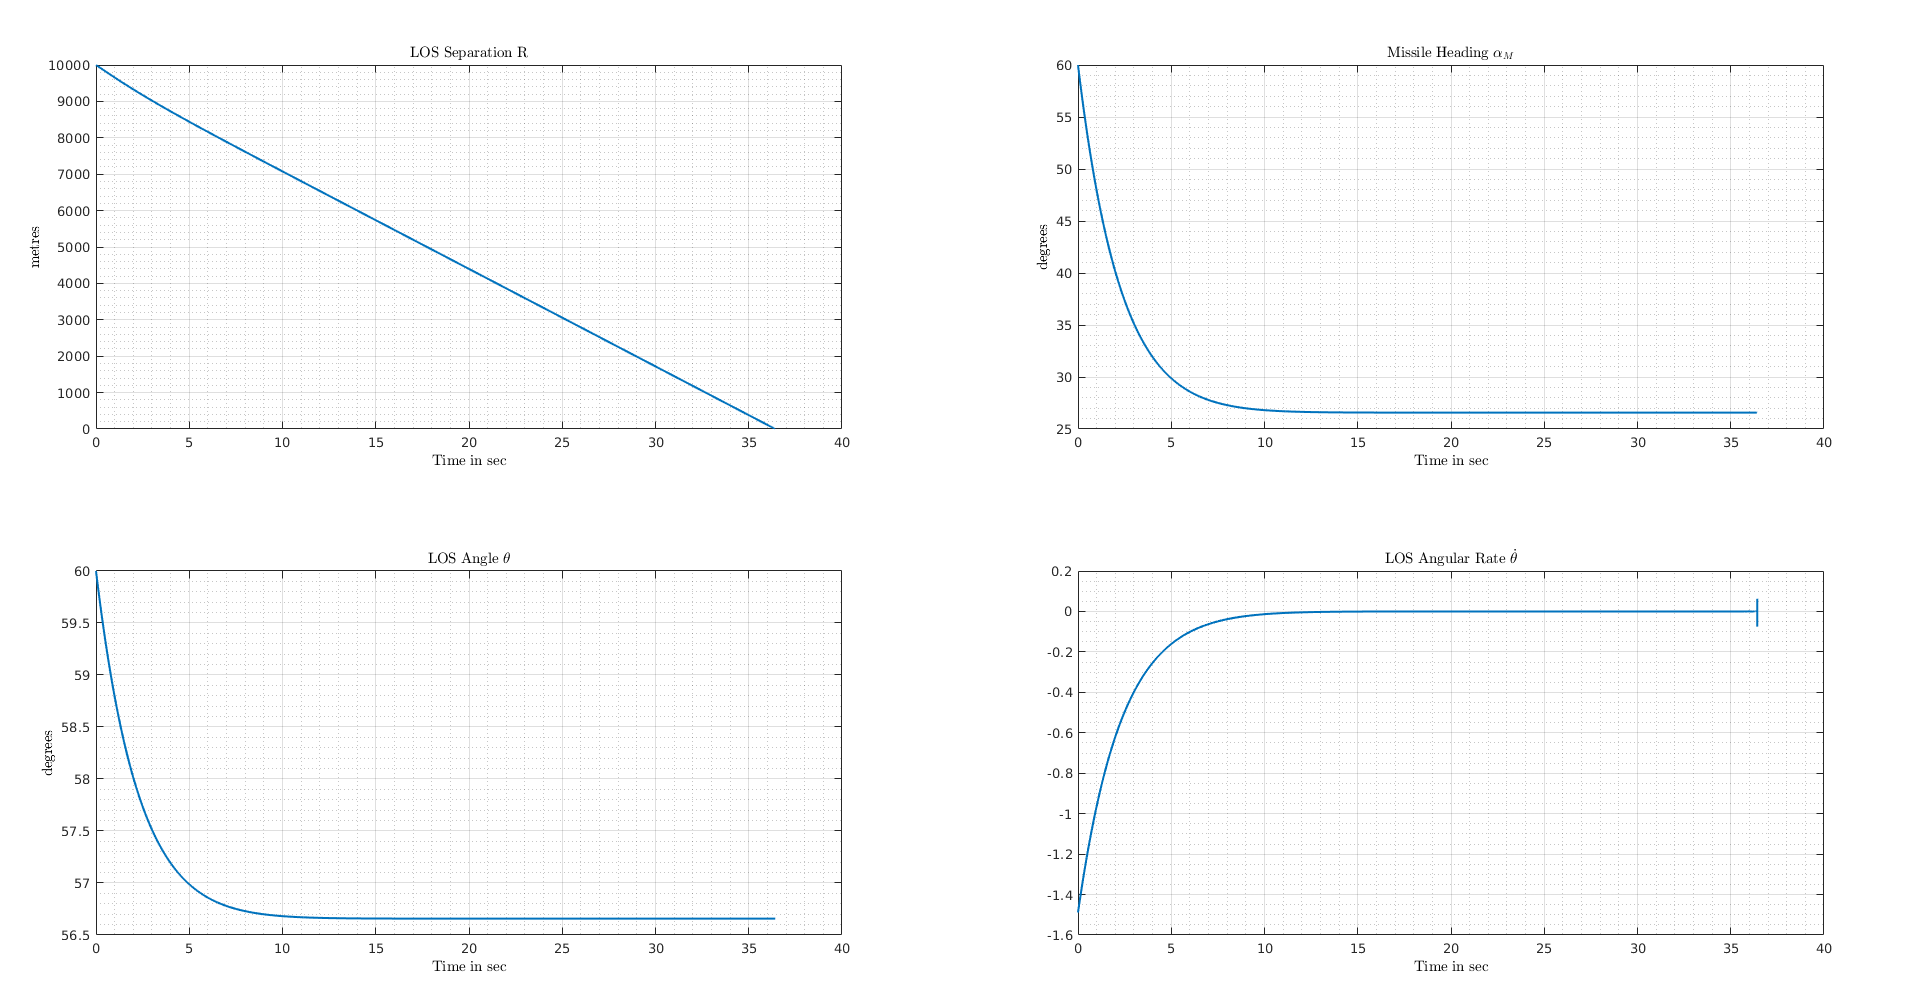 LOS Separation R
10000
9000
8000
7000
6000
5000
4000
3000
2000
1000
0
metres
0 5 10 15 20 25 30 35 40
Time in sec
Missile Heading α_M
60
55
50
45
40
35
30
25
degrees
0 5 10 15 20 25 30 35 40
Time in sec
LOS Angle θ
60
59.5
59
58.5
58
57.5
57
56.5
degrees
0 5 10 15 20 25 30 35 40
Time in sec
LOS Angular Rate θ̇
0.2
0
-0.2
-0.4
-0.6
-0.8
-1
-1.2
-1.4
-1.6
0 5 10 15 20 25 30 35 40
Time in sec